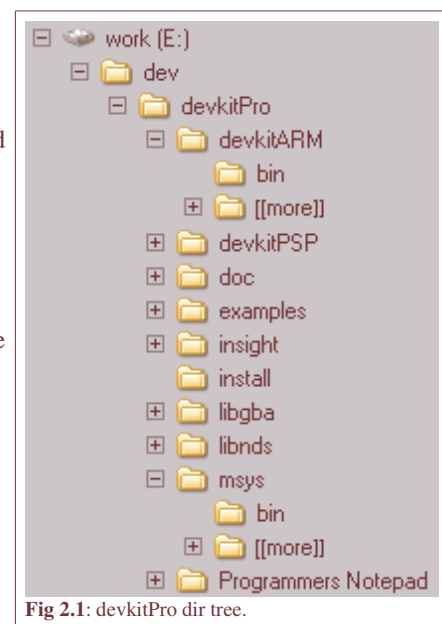 work (E:)
dev
devkitPro
devkitARM
bin
[[more]]
devkitPSP
doc
examples
insight
install
libgba
libnds
msys
bin
[[more]]
Programmers Notepad
Fig 2.1: devkitPro dir tree.